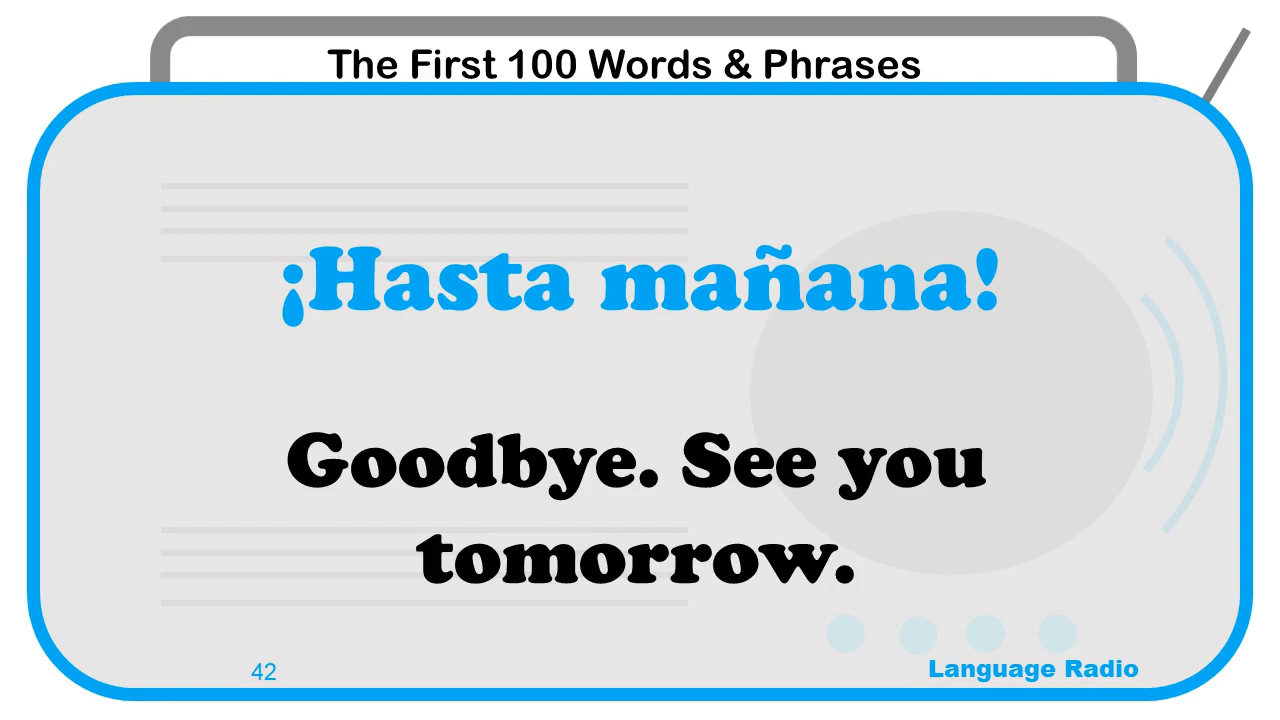 The First 100 Words & Phrases
¡Hasta mañana!
Goodbye. See you
tomorrow.
42
Language Radio